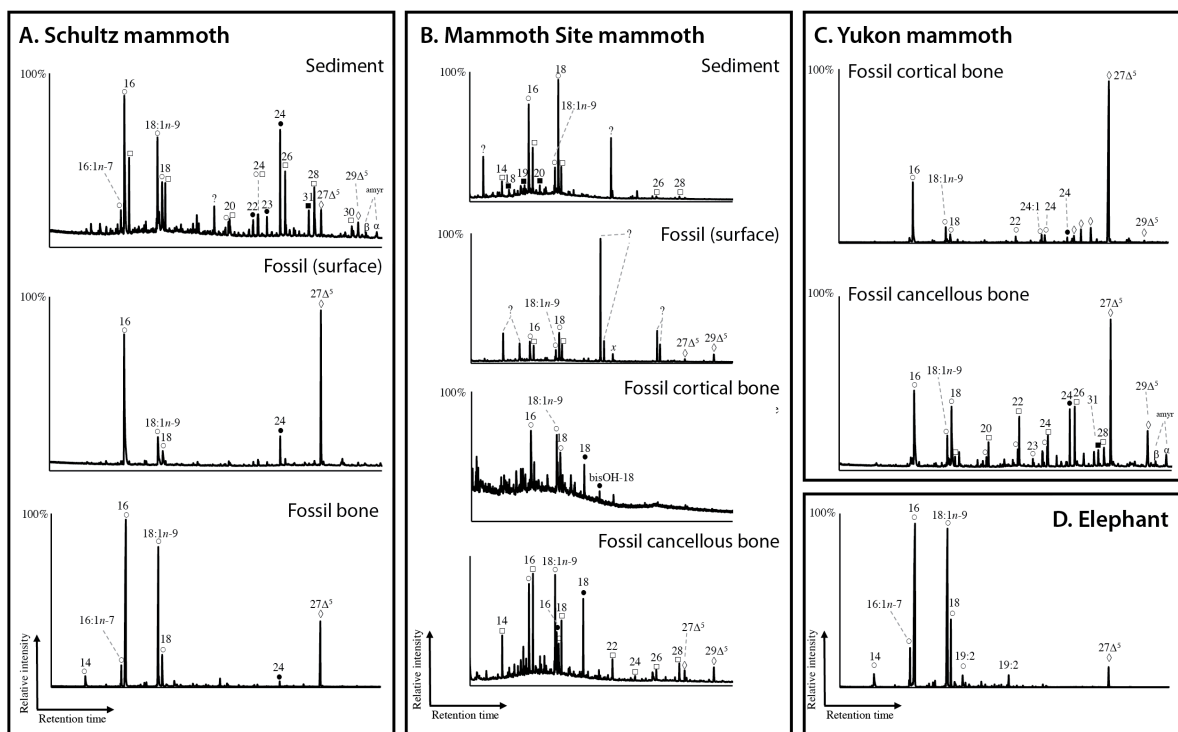 A. Schultz mammoth
Sediment
100%
16
18:1n-9
24
16:1n-7
18
24
26
?
20
22
23
28
31
27Δ⁵
29Δ⁵
30
amyr
β α
Fossil (surface)
100%
27Δ⁵
16
18:1n-9
18
24
Fossil bone
100%
16
18:1n-9
16:1n-7
14
18
24
27Δ⁵
Relative intensity
Retention time
B. Mammoth Site mammoth
Sediment
100%
18
16
18:1n-9
?
?
14
18
19
20
26
28
Fossil (surface)
100%
?
?
18:1n-9
16
18
x
?
27Δ⁵
29Δ⁵
Fossil cortical bone
100%
18:1n-9
16
18
18
bisOH-18
Fossil cancellous bone
100%
16
18:1n-9
18
14
16
18
22
24
26
28
27Δ⁵
29Δ⁵
Relative intensity
Retention time
C. Yukon mammoth
Fossil cortical bone
100%
27Δ⁵
16
18:1n-9
18
22
24:1
24
24
29Δ⁵
Fossil cancellous bone
100%
27Δ⁵
16
18:1n-9
18
20
22
23
24
24
26
31
28
29Δ⁵
amyr
β α
D. Elephant
100%
16
18:1n-9
16:1n-7
14
18
19:2
19:2
27Δ⁵
Relative intensity
Retention time